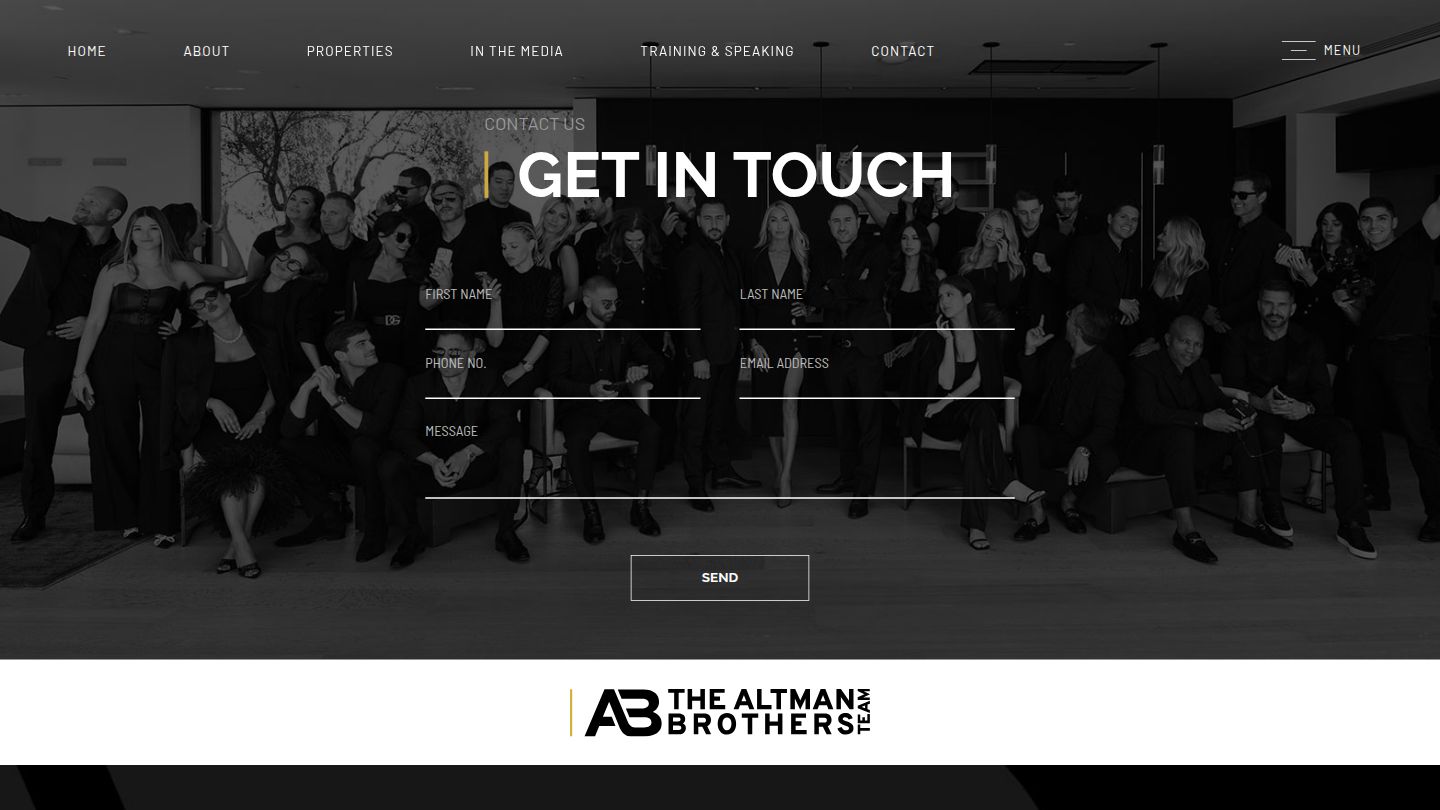 HOME ABOUT PROPERTIES IN THE MEDIA TRAINING & SPEAKING CONTACT MENU
CONTACT US
GET IN TOUCH
FIRST NAME LAST NAME
PHONE NO. EMAIL ADDRESS
MESSAGE
SEND
AB THE ALTMAN
BROTHERS TEAM